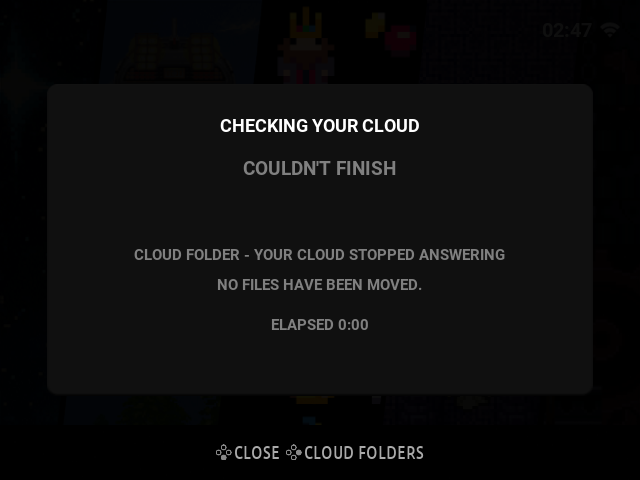 02:47
CHECKING YOUR CLOUD
COULDN'T FINISH
CLOUD FOLDER - YOUR CLOUD STOPPED ANSWERING
NO FILES HAVE BEEN MOVED.
ELAPSED 0:00
CLOSE CLOUD FOLDERS